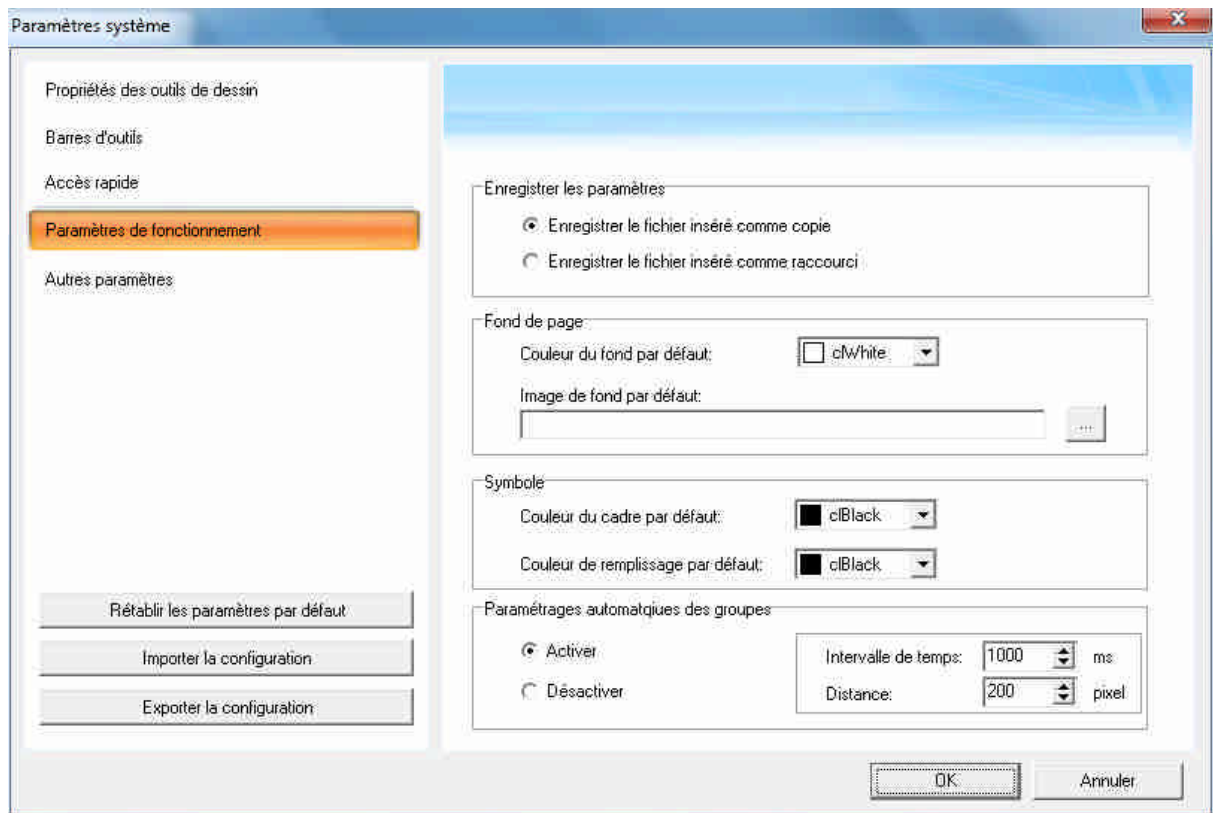 Paramètres système
Propriétés des outils de dessin
Barres d'outils
Accès rapide
Paramètres de fonctionnement
Autres paramètres
Rétablir les paramètres par défaut
Importer la configuration
Exporter la configuration
Enregistrer les paramètres
Enregistrer le fichier inséré comme copie
Enregistrer le fichier inséré comme raccourci
Fond de page
Couleur du fond par défaut: clWhite
Image de fond par défaut:
...
Symbole
Couleur du cadre par défaut: clBlack
Couleur de remplissage par défaut: clBlack
Paramétrages automatqiues des groupes
Activer
Désactiver
Intervalle de temps: 1000 ms
Distance: 200 pixel
OK Annuler